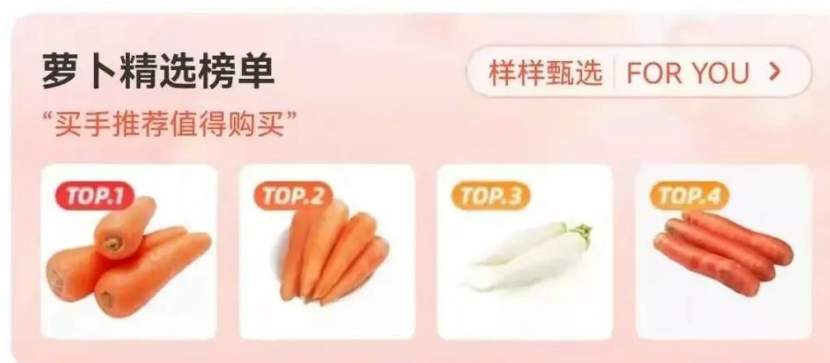 萝卜精选榜单
样样甄选 FOR YOU >
“买手推荐值得购买”
TOP.1
TOP.2
TOP.3
TOP.4